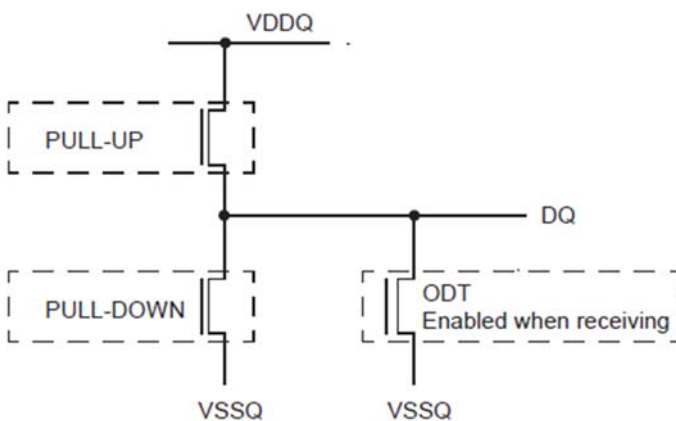 VDDQ
PULL-UP
DQ
PULL-DOWN
ODT
Enabled when receiving
VSSQ
VSSQ